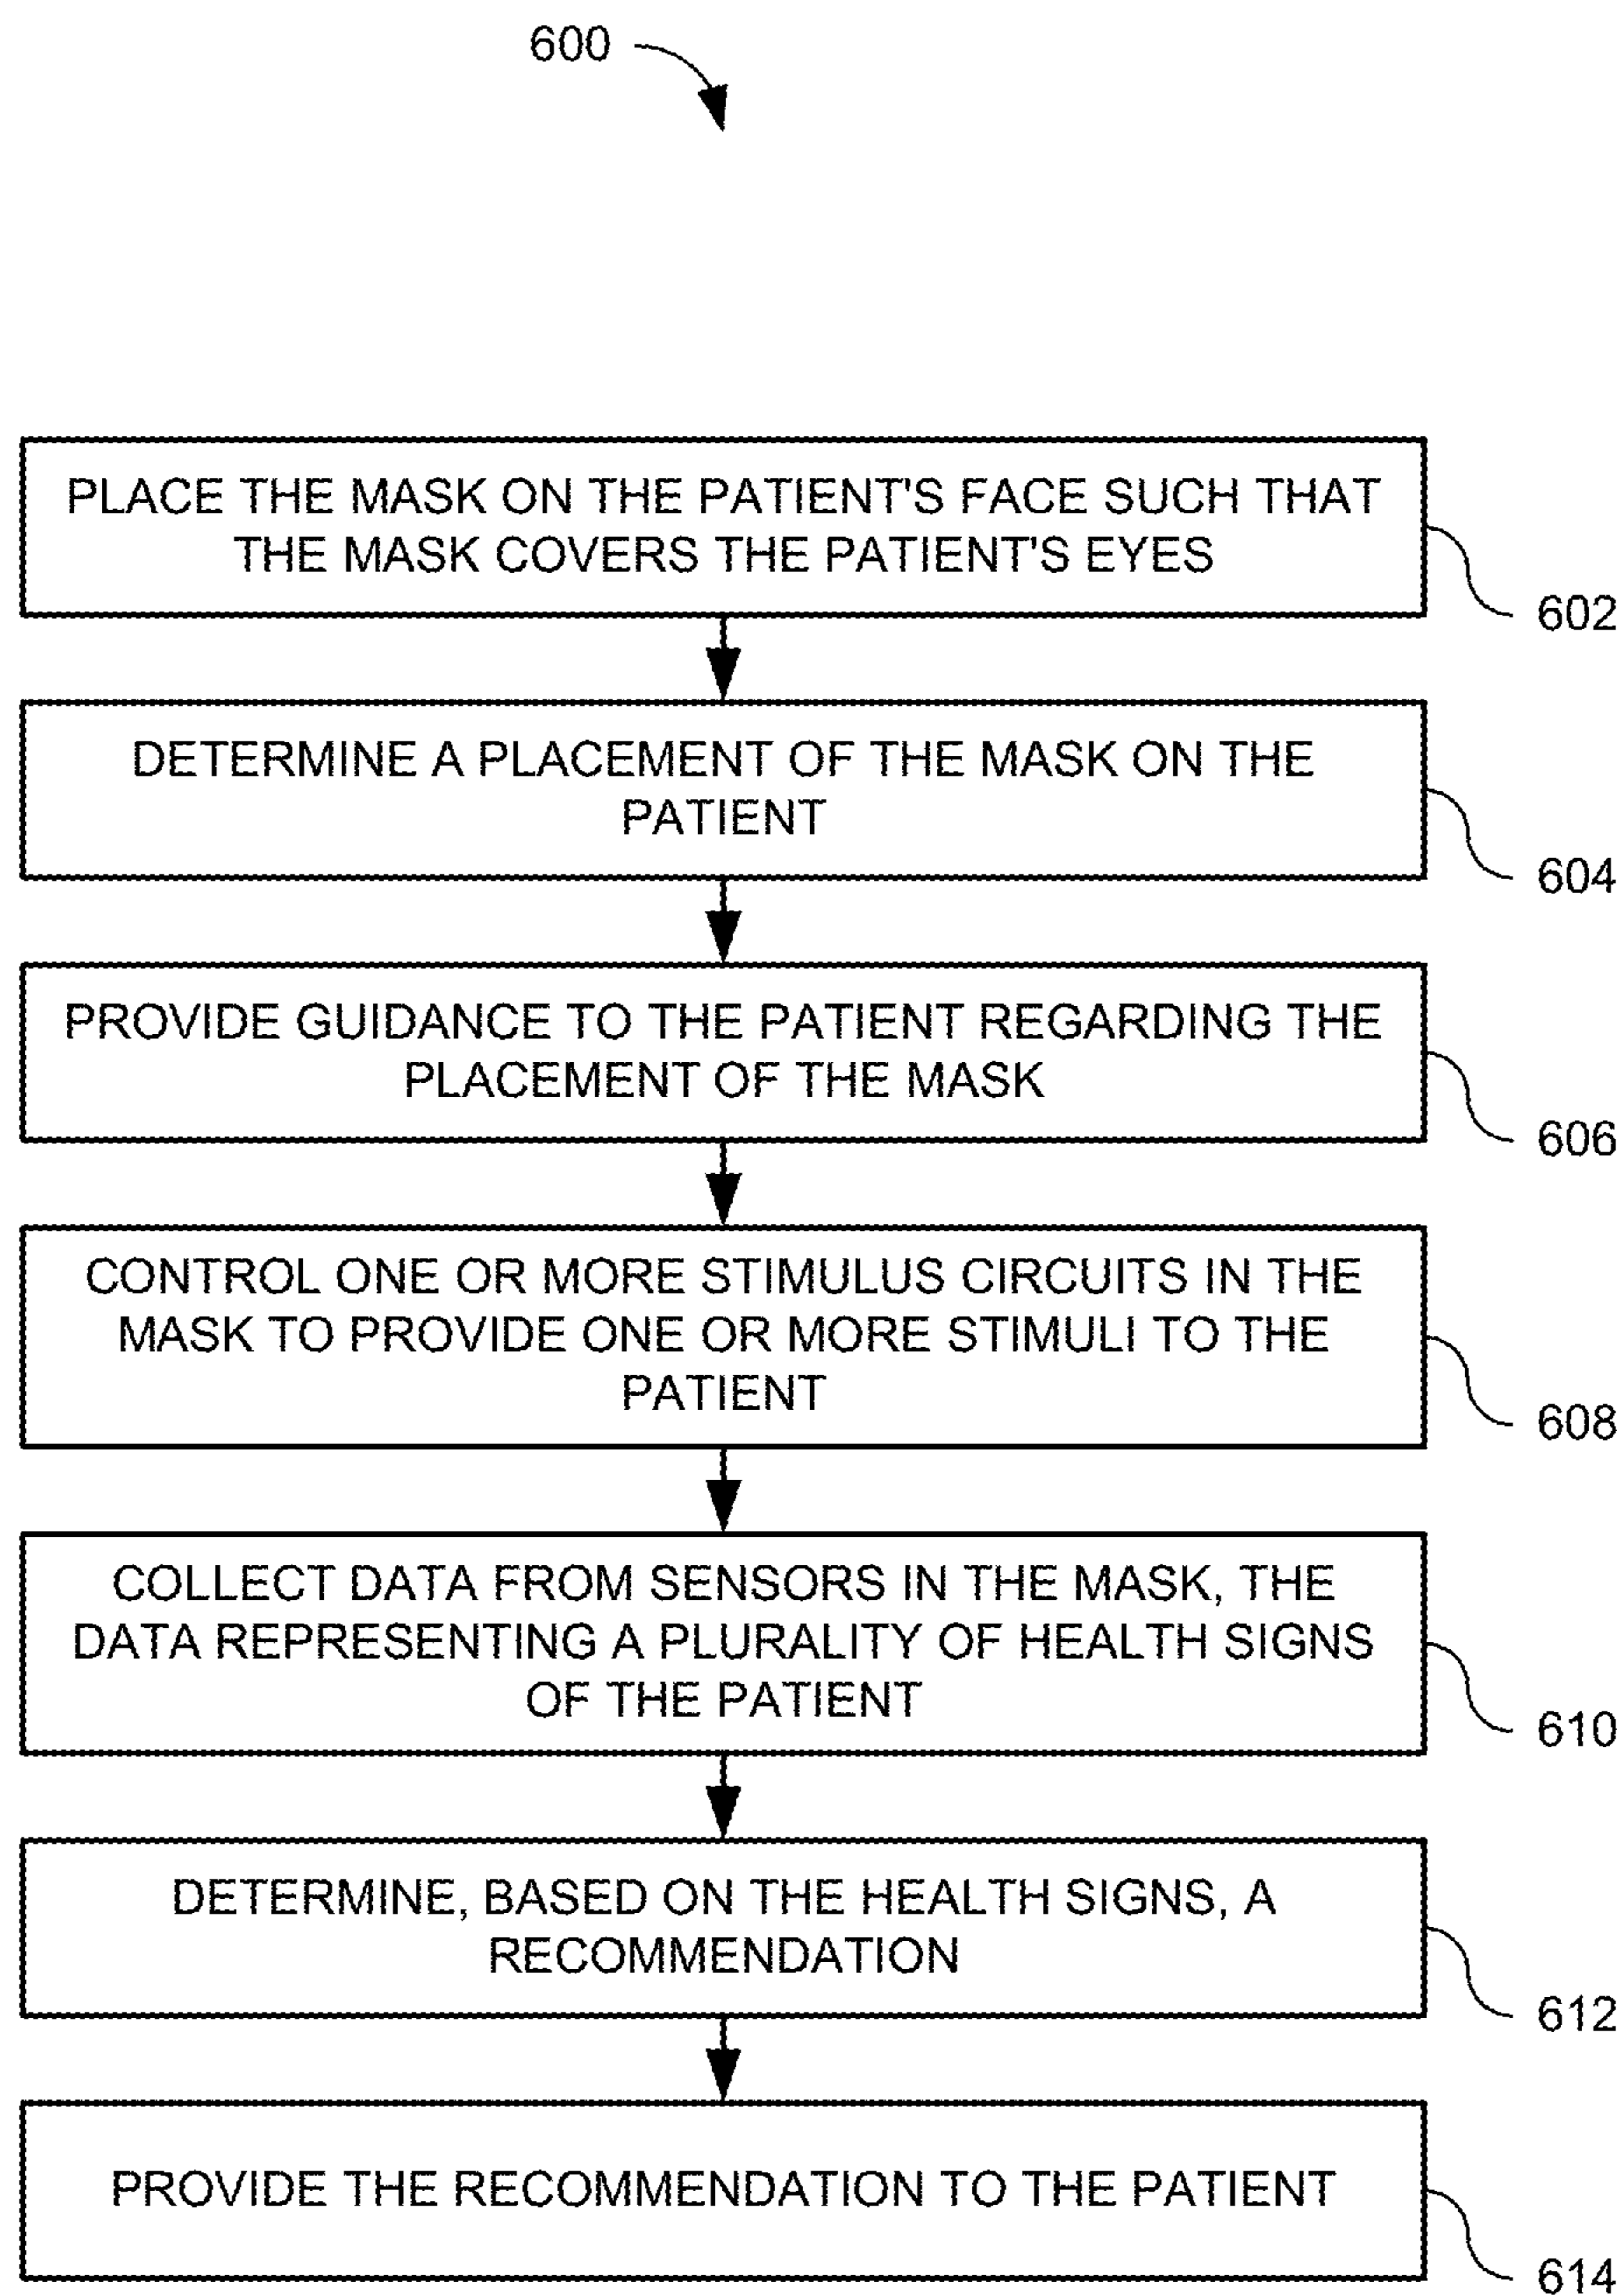 600
PLACE THE MASK ON THE PATIENT'S FACE SUCH THAT
THE MASK COVERS THE PATIENT'S EYES
602
DETERMINE A PLACEMENT OF THE MASK ON THE
PATIENT
604
PROVIDE GUIDANCE TO THE PATIENT REGARDING THE
PLACEMENT OF THE MASK
606
CONTROL ONE OR MORE STIMULUS CIRCUITS IN THE
MASK TO PROVIDE ONE OR MORE STIMULI TO THE
PATIENT
608
COLLECT DATA FROM SENSORS IN THE MASK, THE
DATA REPRESENTING A PLURALITY OF HEALTH SIGNS
OF THE PATIENT
610
DETERMINE, BASED ON THE HEALTH SIGNS, A
RECOMMENDATION
612
PROVIDE THE RECOMMENDATION TO THE PATIENT
614